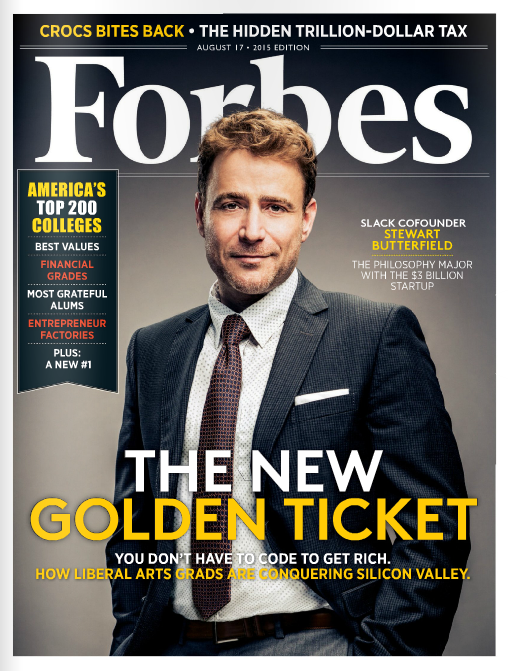 CROCS BITES BACK • THE HIDDEN TRILLION-DOLLAR TAX
AUGUST 17 • 2015 EDITION
Forbes
AMERICA'S
TOP 200
COLLEGES
BEST VALUES
FINANCIAL
GRADES
MOST GRATEFUL
ALUMS
ENTREPRENEUR
FACTORIES
PLUS:
A NEW #1
SLACK COFOUNDER
STEWART
BUTTERFIELD
THE PHILOSOPHY MAJOR
WITH THE $3 BILLION
STARTUP
THE NEW
GOLDEN TICKET
YOU DON'T HAVE TO CODE TO GET RICH.
HOW LIBERAL ARTS GRADS ARE CONQUERING SILICON VALLEY.